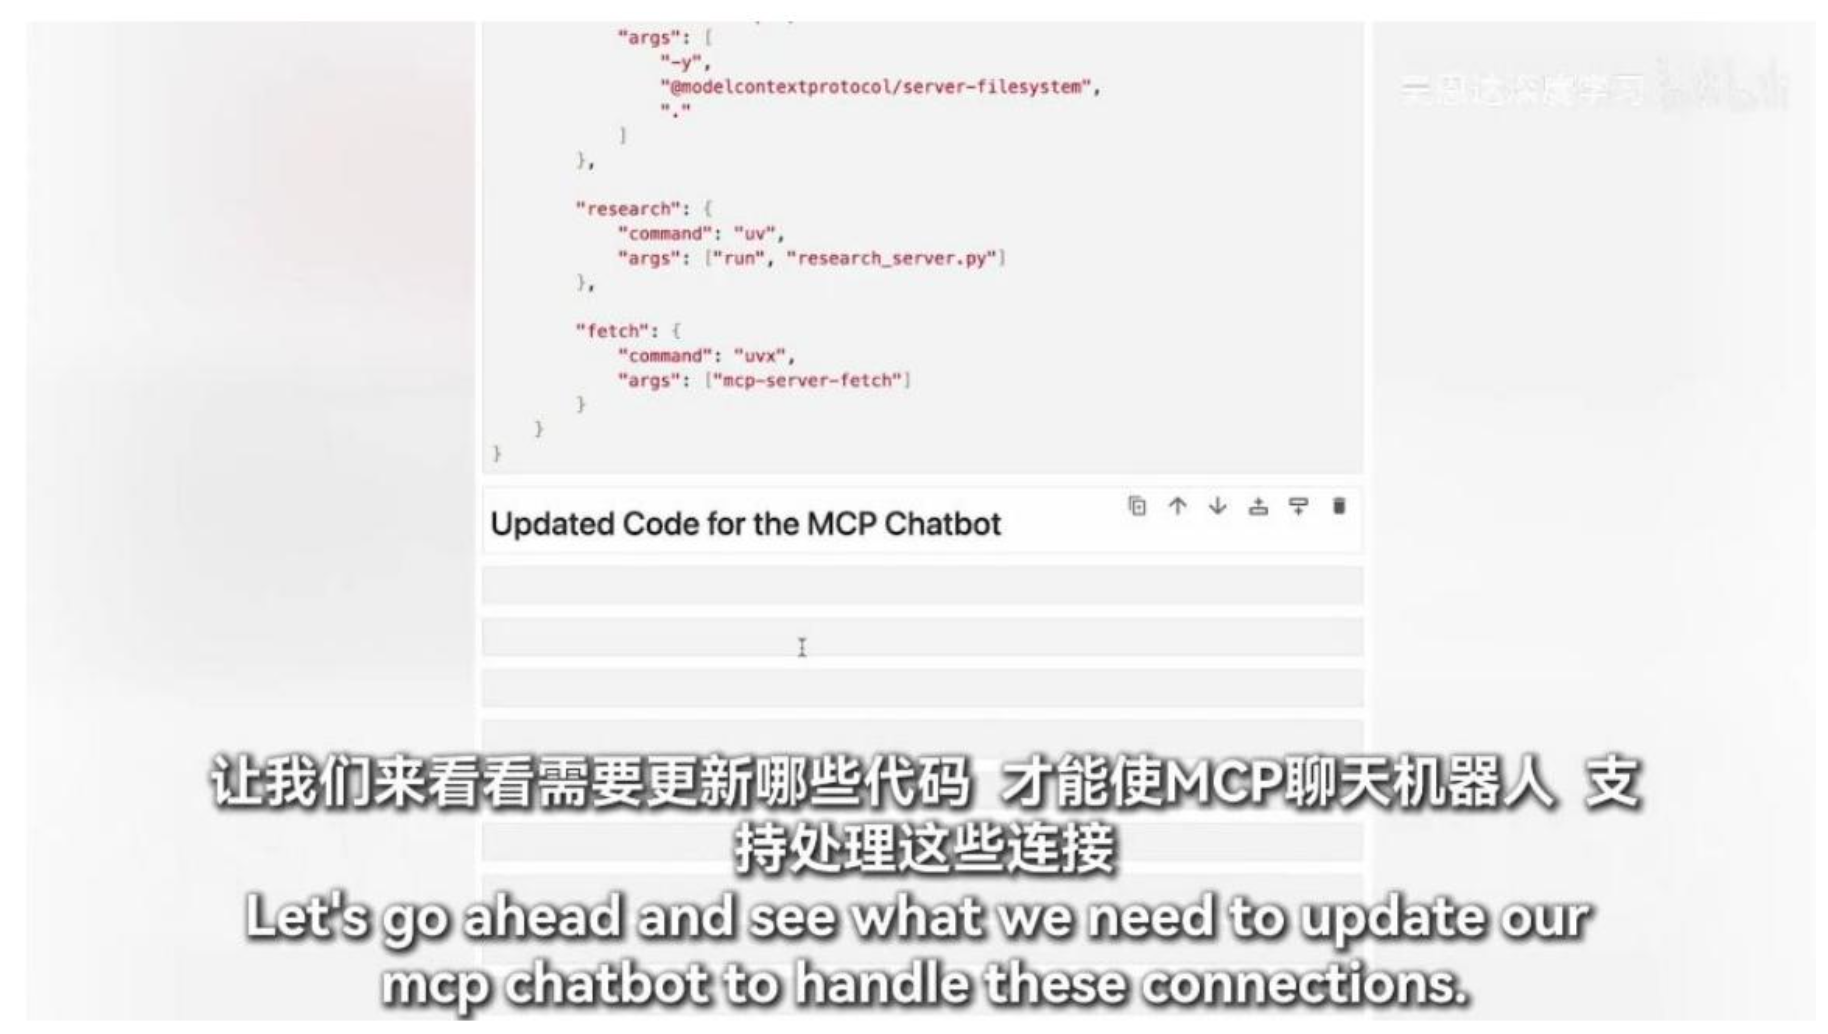 "args": [
"-y",
"@modelcontextprotocol/server-filesystem",
"."
]
},
"research": {
"command": "uv",
"args": ["run", "research_server.py"]
},
"fetch": {
"command": "uvx",
"args": ["mcp-server-fetch"]
}
}
}
Updated Code for the MCP Chatbot
让我们来看看需要更新哪些代码 才能使MCP聊天机器人 支
持处理这些连接
Let's go ahead and see what we need to update our
mcp chatbot to handle these connections.